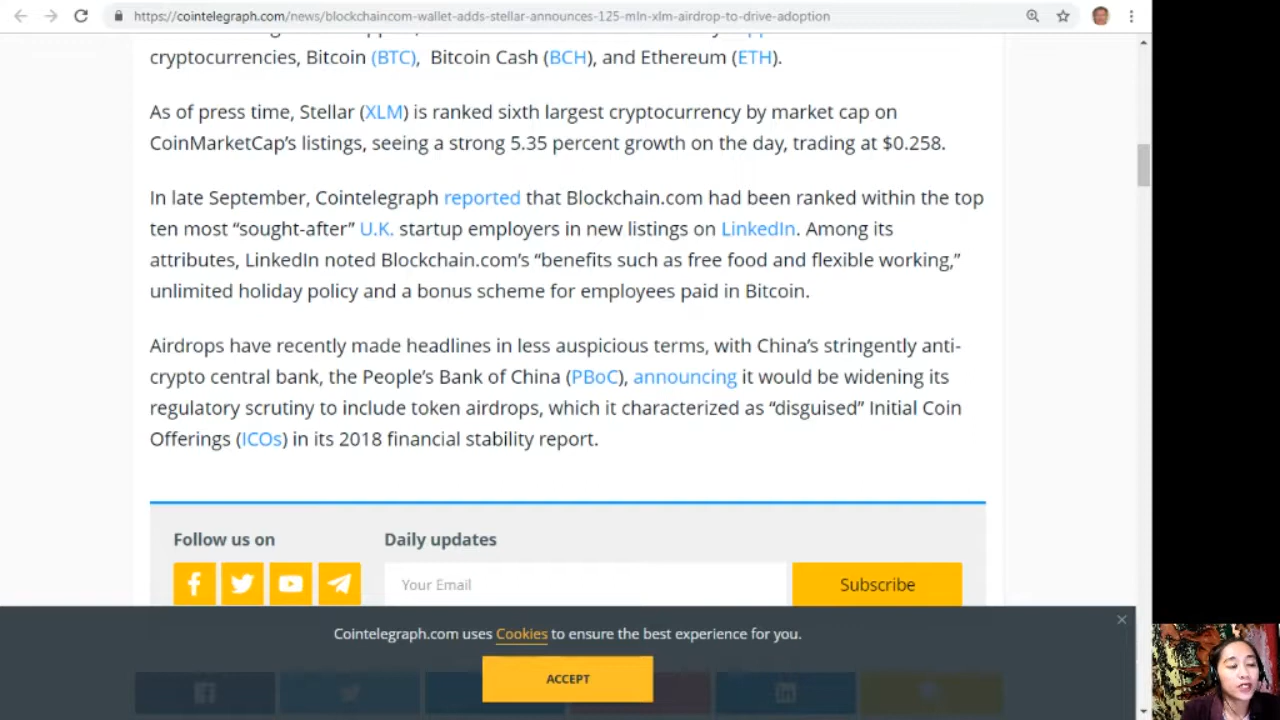 https://cointelegraph.com/news/blockchaincom-wallet-adds-stellar-announces-125-mln-xlm-airdrop-to-drive-adoption
cryptocurrencies, Bitcoin (BTC), Bitcoin Cash (BCH), and Ethereum (ETH).
As of press time, Stellar (XLM) is ranked sixth largest cryptocurrency by market cap on
CoinMarketCap’s listings, seeing a strong 5.35 percent growth on the day, trading at $0.258.
In late September, Cointelegraph reported that Blockchain.com had been ranked within the top
ten most “sought-after” U.K. startup employers in new listings on LinkedIn. Among its
attributes, LinkedIn noted Blockchain.com’s “benefits such as free food and flexible working,”
unlimited holiday policy and a bonus scheme for employees paid in Bitcoin.
Airdrops have recently made headlines in less auspicious terms, with China’s stringently anti-
crypto central bank, the People’s Bank of China (PBoC), announcing it would be widening its
regulatory scrutiny to include token airdrops, which it characterized as “disguised” Initial Coin
Offerings (ICOs) in its 2018 financial stability report.
Follow us on
Daily updates
Your Email
Subscribe
Cointelegraph.com uses Cookies to ensure the best experience for you.
ACCEPT